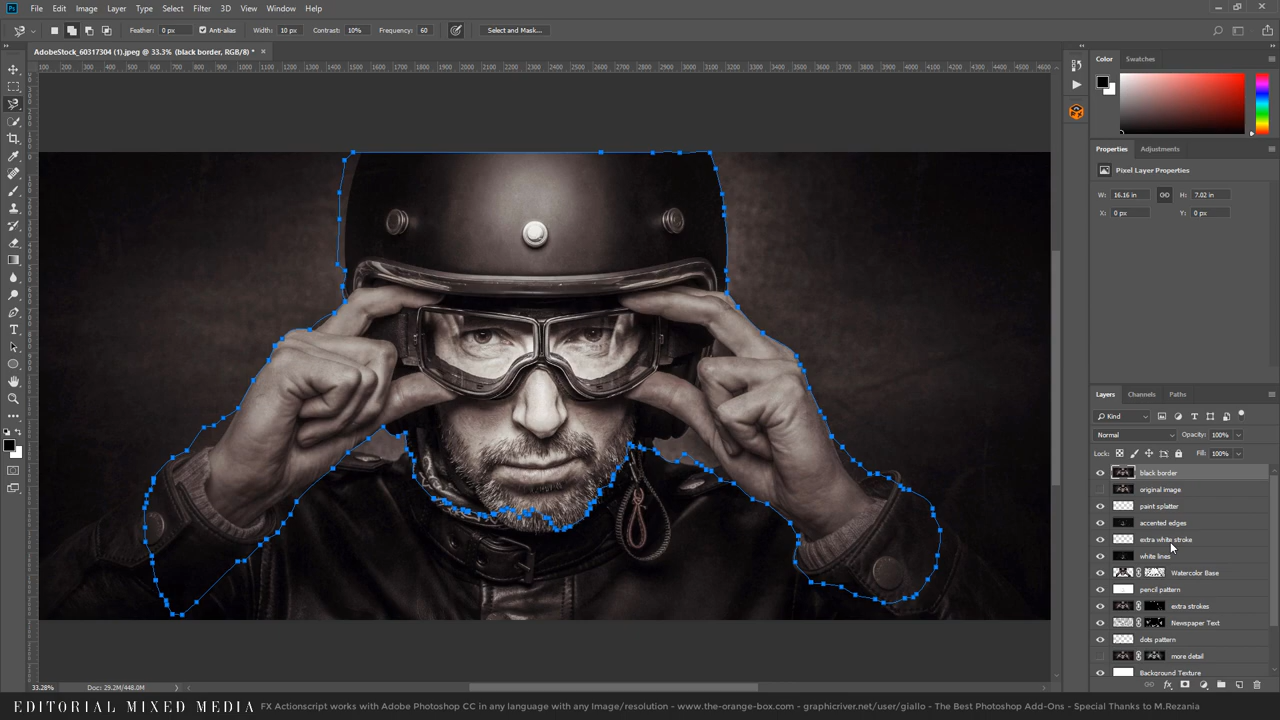 Ps File Edit Image Layer Type Select Filter 3D View Window Help
Feather: 0 px Anti-alias Width: 10 px Contrast: 10% Frequency: 60 Select and Mask...
AdobeStock_60317304 (1).jpeg @ 33.3% (black border, RGB/8) * ×
Color Swatches
Properties Adjustments
Pixel Layer Properties
W: 16.16 in H: 7.02 in
X: 0 px Y: 0 px
Layers Channels Paths
Kind
Normal Opacity: 100%
Lock: Fill: 100%
black border
original image
paint splatter
accented edges
extra white stroke
white lines
Watercolor Base
pencil pattern
extra strokes
Newspaper Text
dots pattern
more detail
Background Texture
33.28% Doc: 29.2M/448.0M
EDITORIAL MIXED MEDIA FX Actionscript works with Adobe Photoshop CC language with any Image/resolution - www.the-orange-box.com - graphicriver.net/user/giallo - The Best Photoshop Add-Ons - Special Thanks to M.Rezania